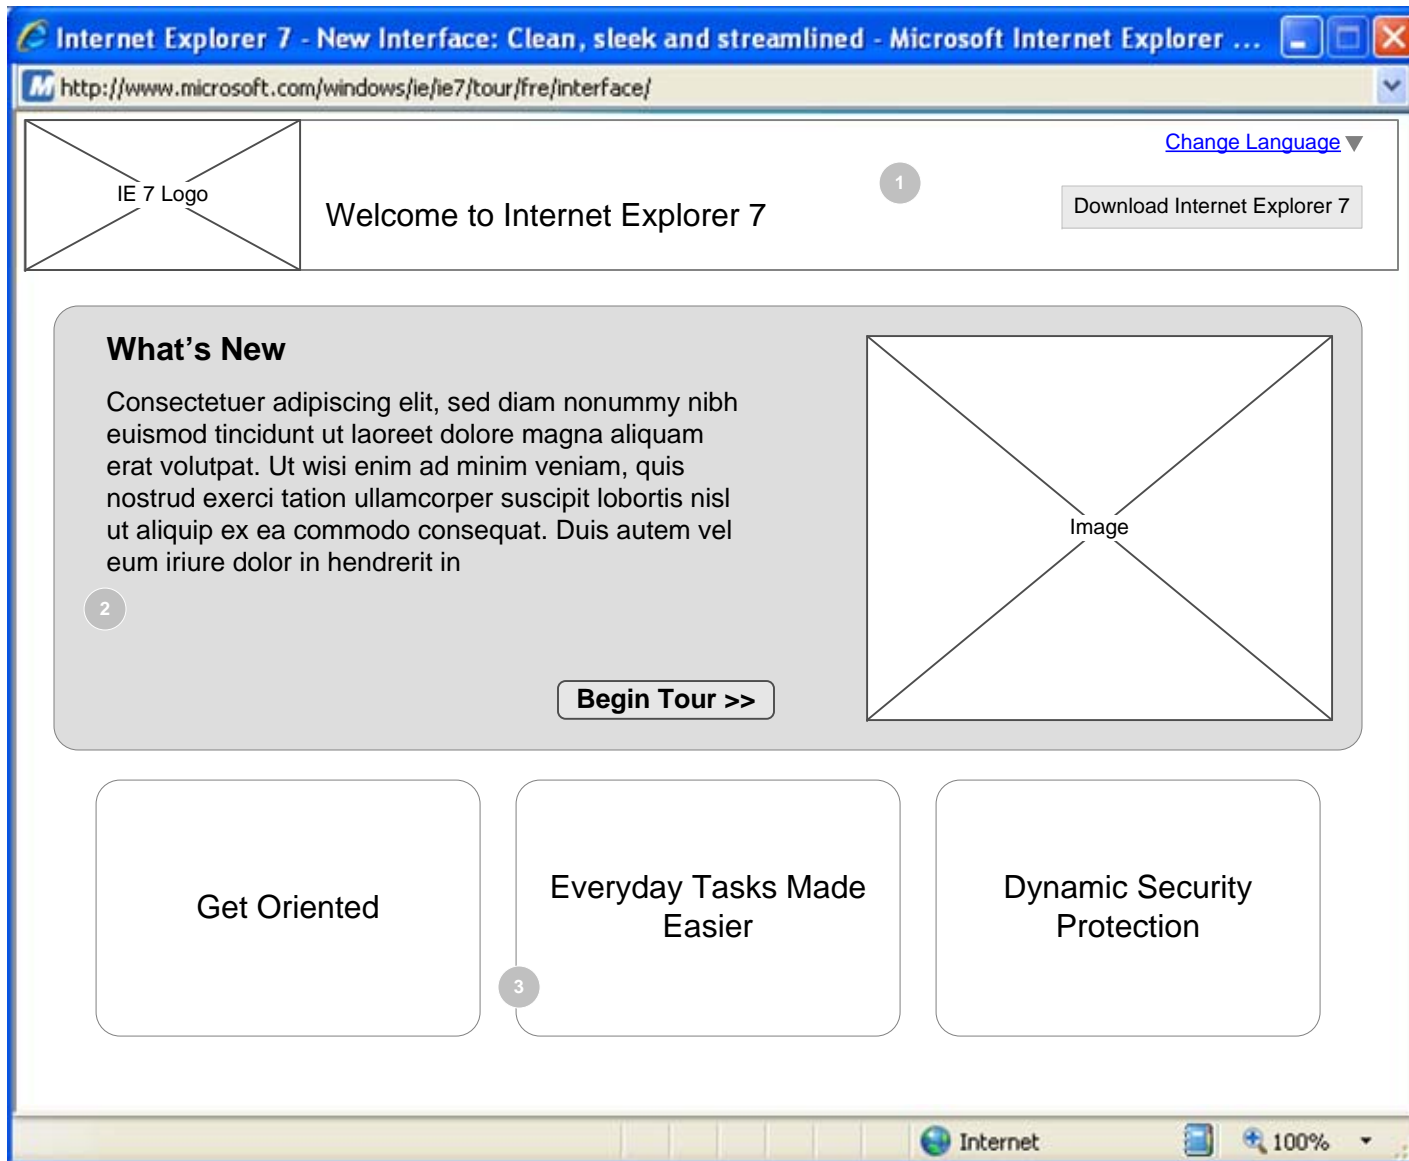 Internet Explorer 7 - New Interface: Clean, sleek and streamlined - Microsoft Internet Explorer ...
http://www.microsoft.com/windows/ie/ie7/tour/fre/interface/
Change Language
IE 7 Logo
1
Welcome to Internet Explorer 7
Download Internet Explorer 7
What's New
Consectetuer adipiscing elit, sed diam nonummy nibh
euismod tincidunt ut laoreet dolore magna aliquam
erat volutpat. Ut wisi enim ad minim veniam, quis
nostrud exerci tation ullamcorper suscipit lobortis nisl
ut aliquip ex ea commodo consequat. Duis autem vel
eum iriure dolor in hendrerit in
Image
2
Begin Tour >>
Get Oriented
Everyday Tasks Made
Easier
Dynamic Security
Protection
3
Internet
100%